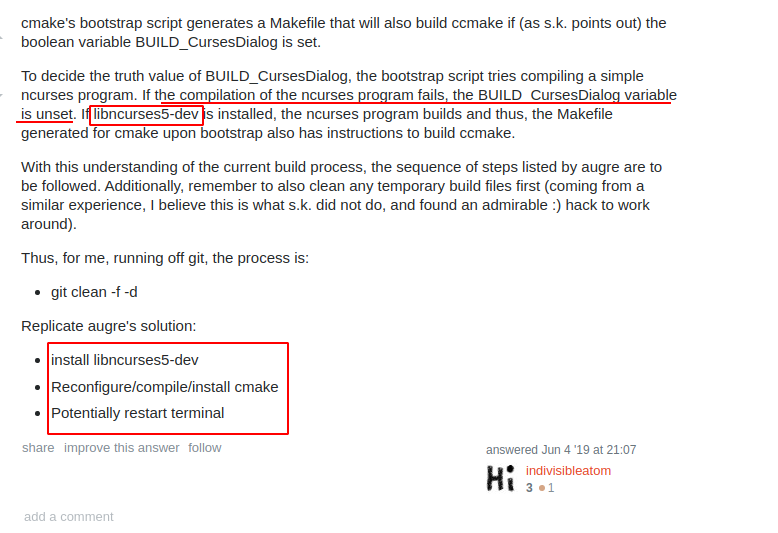 cmake's bootstrap script generates a Makefile that will also build ccmake if (as s.k. points out) the
boolean variable BUILD_CursesDialog is set.
To decide the truth value of BUILD_CursesDialog, the bootstrap script tries compiling a simple
ncurses program. If the compilation of the ncurses program fails, the BUILD_CursesDialog variable
is unset. If libncurses5-dev is installed, the ncurses program builds and thus, the Makefile
generated for cmake upon bootstrap also has instructions to build ccmake.
With this understanding of the current build process, the sequence of steps listed by augre are to
be followed. Additionally, remember to also clean any temporary build files first (coming from a
similar experience, I believe this is what s.k. did not do, and found an admirable :) hack to work
around).
Thus, for me, running off git, the process is:
• git clean -f -d
Replicate augre's solution:
• install libncurses5-dev
• Reconfigure/compile/install cmake
• Potentially restart terminal
share improve this answer follow
answered Jun 4 '19 at 21:07
Hi
indivisibleatom
3 ●1
add a comment